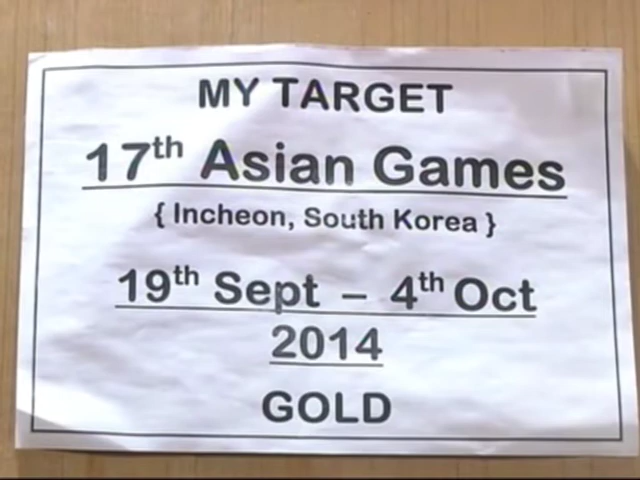 MY TARGET
17th Asian Games
{ Incheon, South Korea }
19th Sept – 4th Oct
2014
GOLD